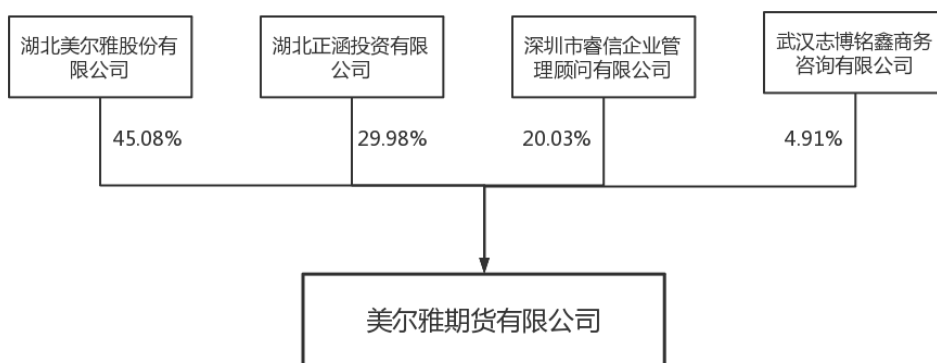 湖北美尔雅股份有
限公司
湖北正涵投资有限
公司
深圳市睿信企业管
理顾问有限公司
武汉志博铭鑫商务
咨询有限公司
45.08%
29.98%
20.03%
4.91%
美尔雅期货有限公司